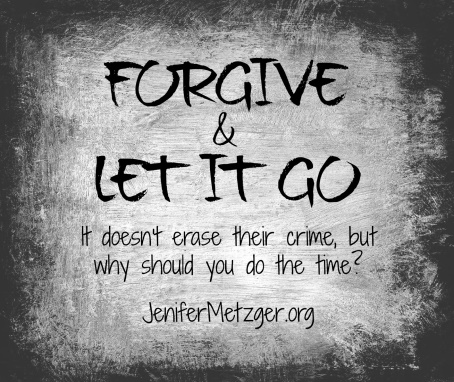 FORGIVE
&
LET IT GO
It doesn't erase their crime, but
why should you do the time?
JeniferMetzger.org